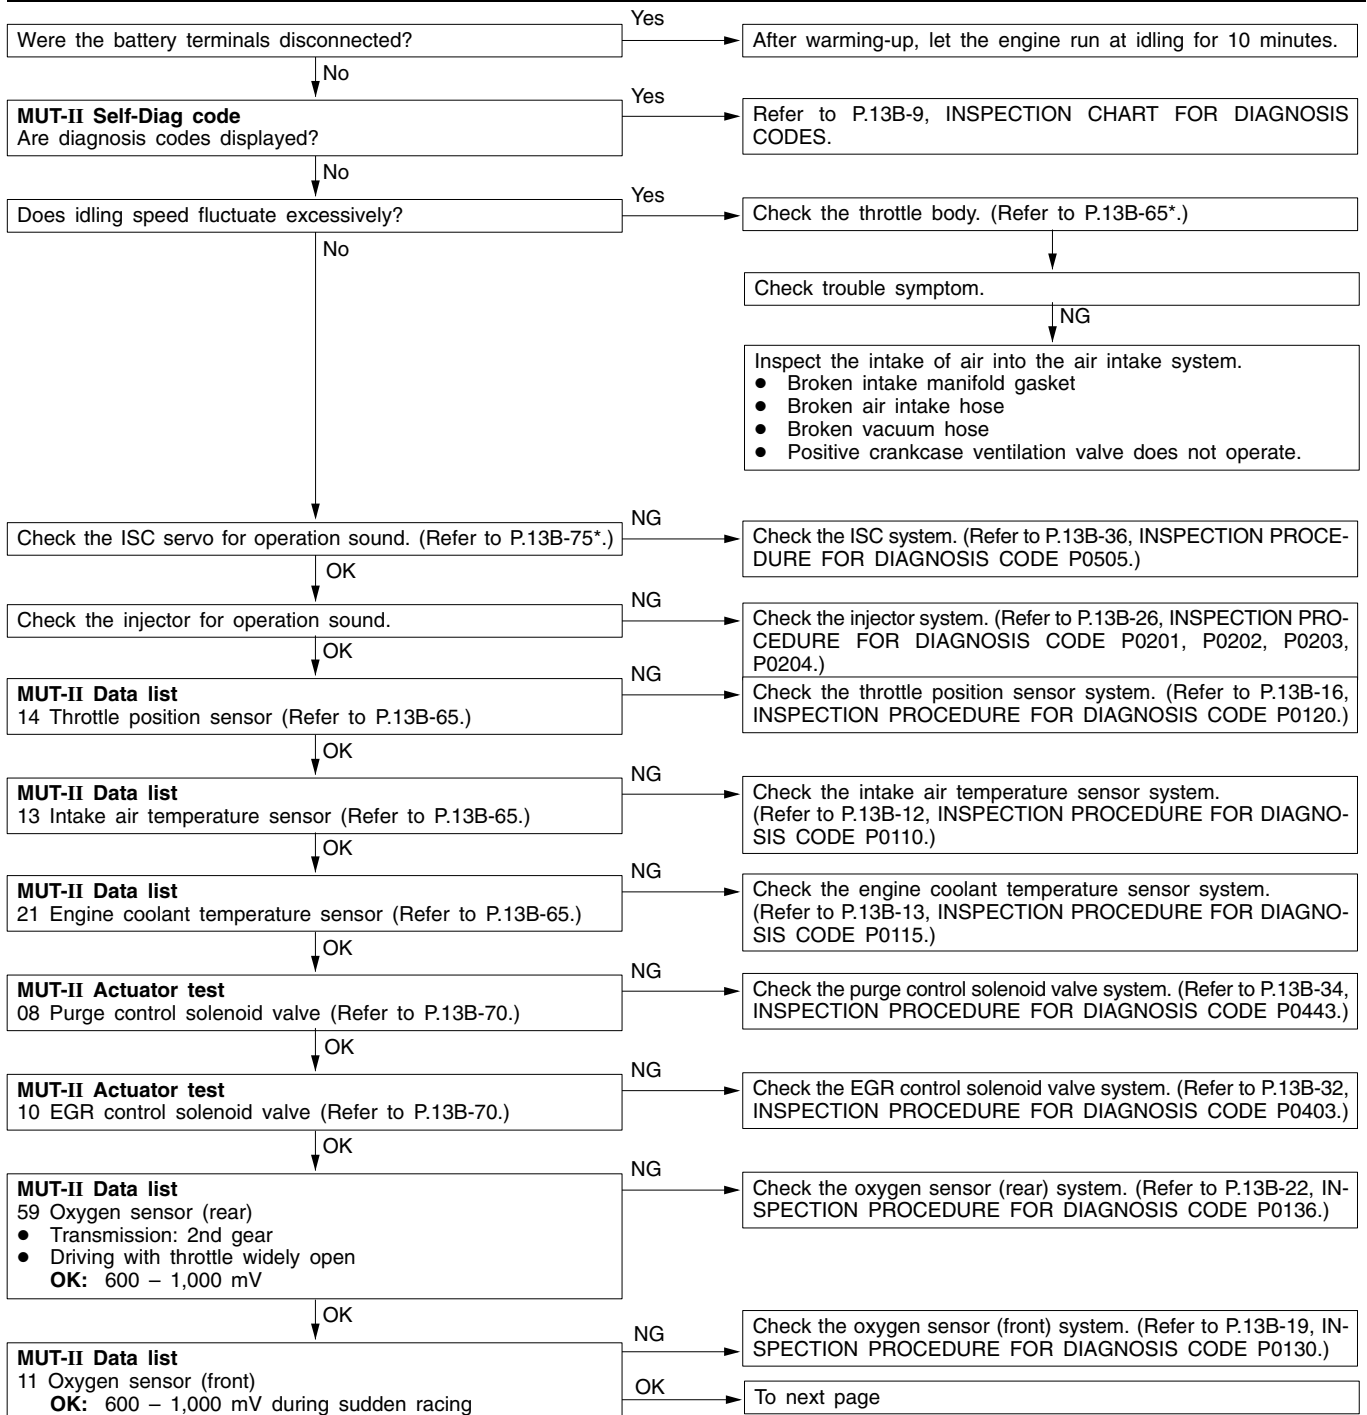 Were the battery terminals disconnected?
Yes
After warming-up, let the engine run at idling for 10 minutes.
No
MUT-II Self-Diag code
Are diagnosis codes displayed?
Yes
Refer to P.13B-9, INSPECTION CHART FOR DIAGNOSIS
CODES.
No
Does idling speed fluctuate excessively?
Yes
Check the throttle body. (Refer to P.13B-65*.)
No
Check trouble symptom.
NG
Inspect the intake of air into the air intake system.
● Broken intake manifold gasket
● Broken air intake hose
● Broken vacuum hose
● Positive crankcase ventilation valve does not operate.
Check the ISC servo for operation sound. (Refer to P.13B-75*.)
NG
Check the ISC system. (Refer to P.13B-36, INSPECTION PROCE-
DURE FOR DIAGNOSIS CODE P0505.)
OK
Check the injector for operation sound.
NG
Check the injector system. (Refer to P.13B-26, INSPECTION PRO-
CEDURE FOR DIAGNOSIS CODE P0201, P0202, P0203,
P0204.)
OK
MUT-II Data list
14 Throttle position sensor (Refer to P.13B-65.)
NG
Check the throttle position sensor system. (Refer to P.13B-16,
INSPECTION PROCEDURE FOR DIAGNOSIS CODE P0120.)
OK
MUT-II Data list
13 Intake air temperature sensor (Refer to P.13B-65.)
NG
Check the intake air temperature sensor system.
(Refer to P.13B-12, INSPECTION PROCEDURE FOR DIAGNO-
SIS CODE P0110.)
OK
MUT-II Data list
21 Engine coolant temperature sensor (Refer to P.13B-65.)
NG
Check the engine coolant temperature sensor system.
(Refer to P.13B-13, INSPECTION PROCEDURE FOR DIAGNO-
SIS CODE P0115.)
OK
MUT-II Actuator test
08 Purge control solenoid valve (Refer to P.13B-70.)
NG
Check the purge control solenoid valve system. (Refer to P.13B-34,
INSPECTION PROCEDURE FOR DIAGNOSIS CODE P0443.)
OK
MUT-II Actuator test
10 EGR control solenoid valve (Refer to P.13B-70.)
NG
Check the EGR control solenoid valve system. (Refer to P.13B-32,
INSPECTION PROCEDURE FOR DIAGNOSIS CODE P0403.)
OK
MUT-II Data list
59 Oxygen sensor (rear)
● Transmission: 2nd gear
● Driving with throttle widely open
OK: 600 – 1,000 mV
NG
Check the oxygen sensor (rear) system. (Refer to P.13B-22, IN-
SPECTION PROCEDURE FOR DIAGNOSIS CODE P0136.)
OK
MUT-II Data list
11 Oxygen sensor (front)
OK: 600 – 1,000 mV during sudden racing
NG
Check the oxygen sensor (front) system. (Refer to P.13B-19, IN-
SPECTION PROCEDURE FOR DIAGNOSIS CODE P0130.)
OK
To next page